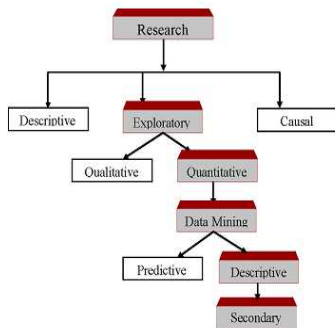 Research
Descriptive
Exploratory
Causal
Qualitative
Quantitative
Data Mining
Predictive
Descriptive
Secondary